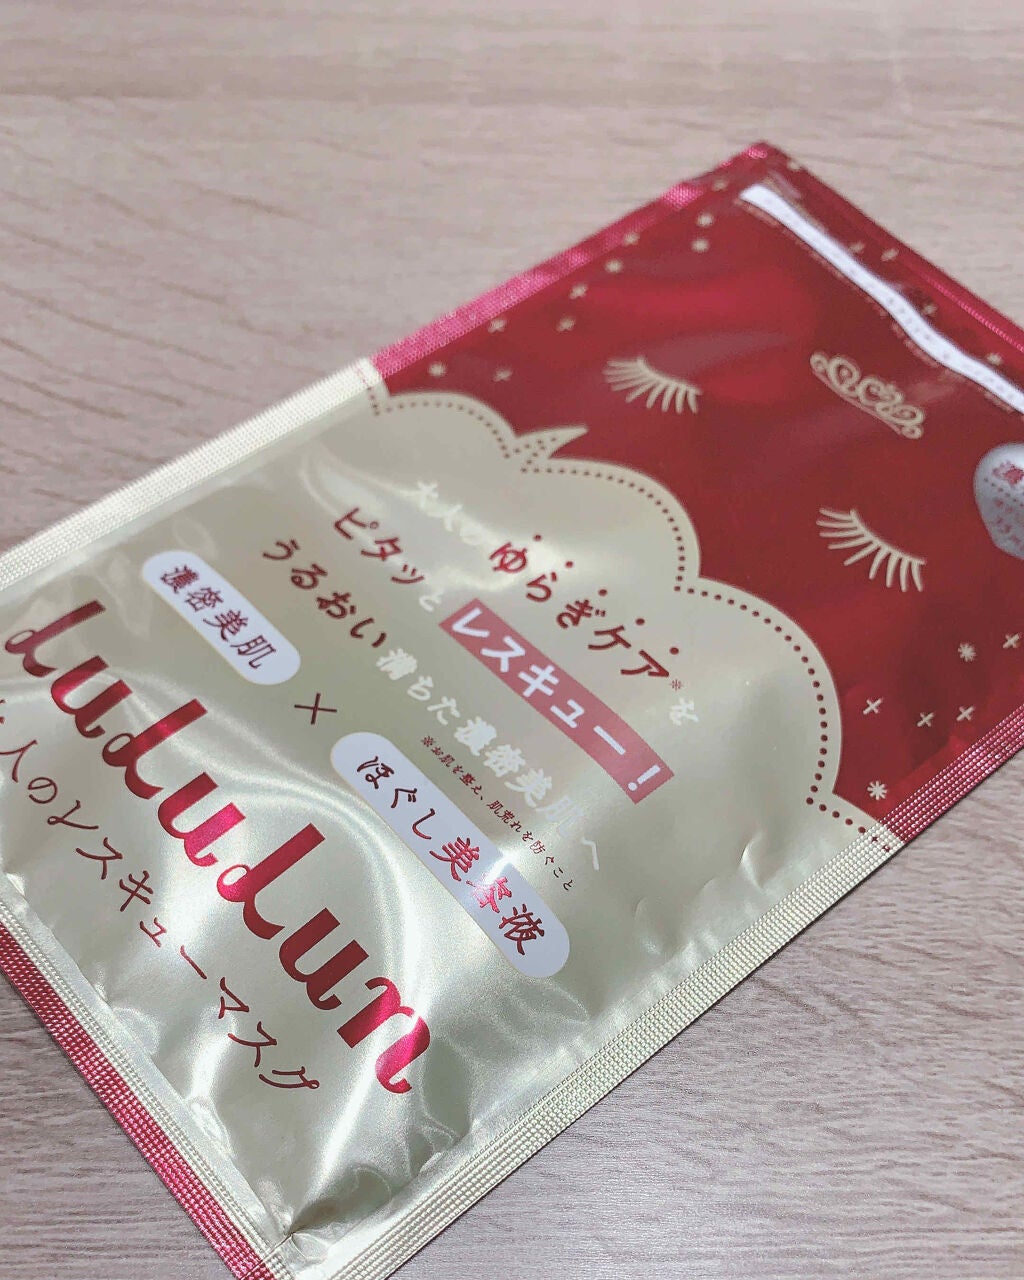 大人の
ゆらぎケア※を
ピタッとレスキュー!
うるおい満ちた濃密美肌へ
※お肌を整え、肌荒れを防ぐこと
濃密美肌
×
ほぐし美容液
LuLuLun
人のレスキューマスク
濃